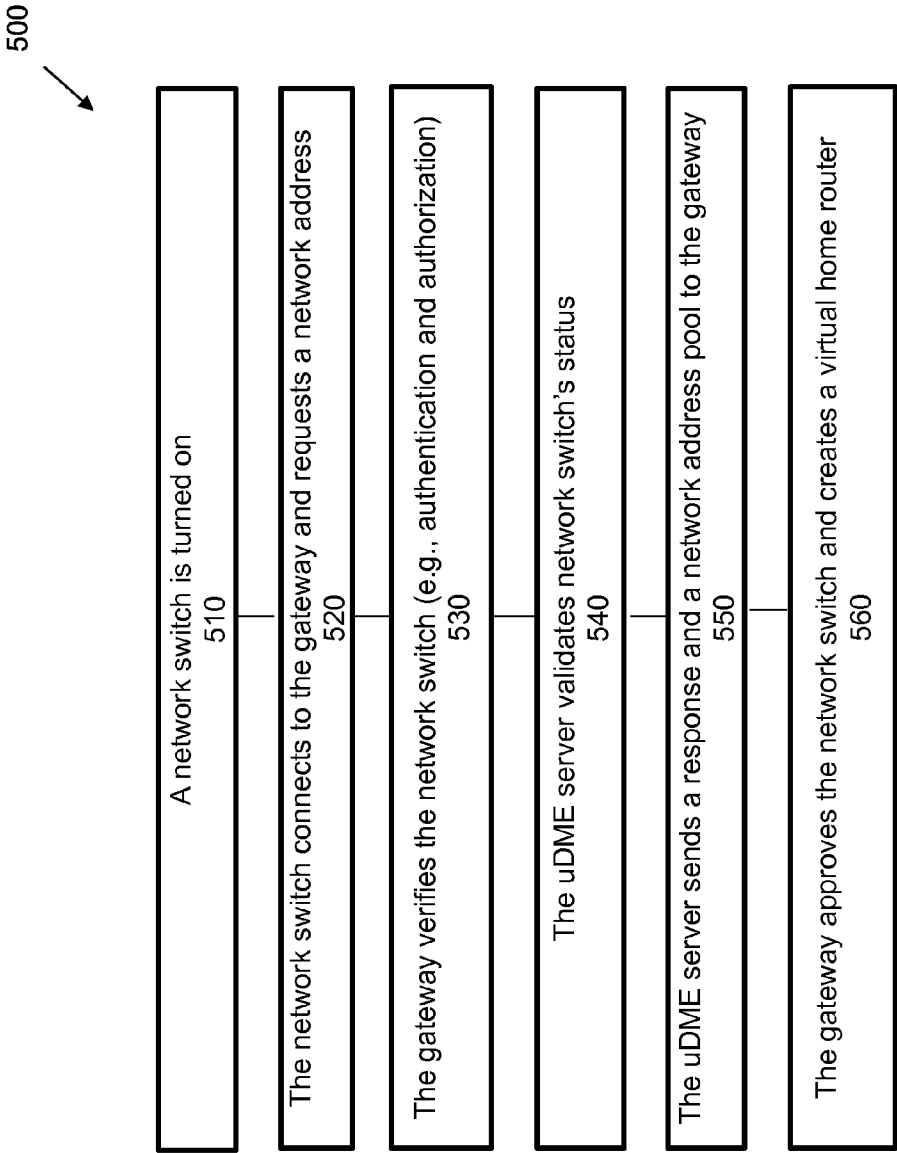 500
A network switch is turned on
510
The network switch connects to the gateway and requests a network address
520
The gateway verifies the network switch (e.g., authentication and authorization)
530
The uDME server validates network switch's status
540
The uDME server sends a response and a network address pool to the gateway
550
The gateway approves the network switch and creates a virtual home router
560